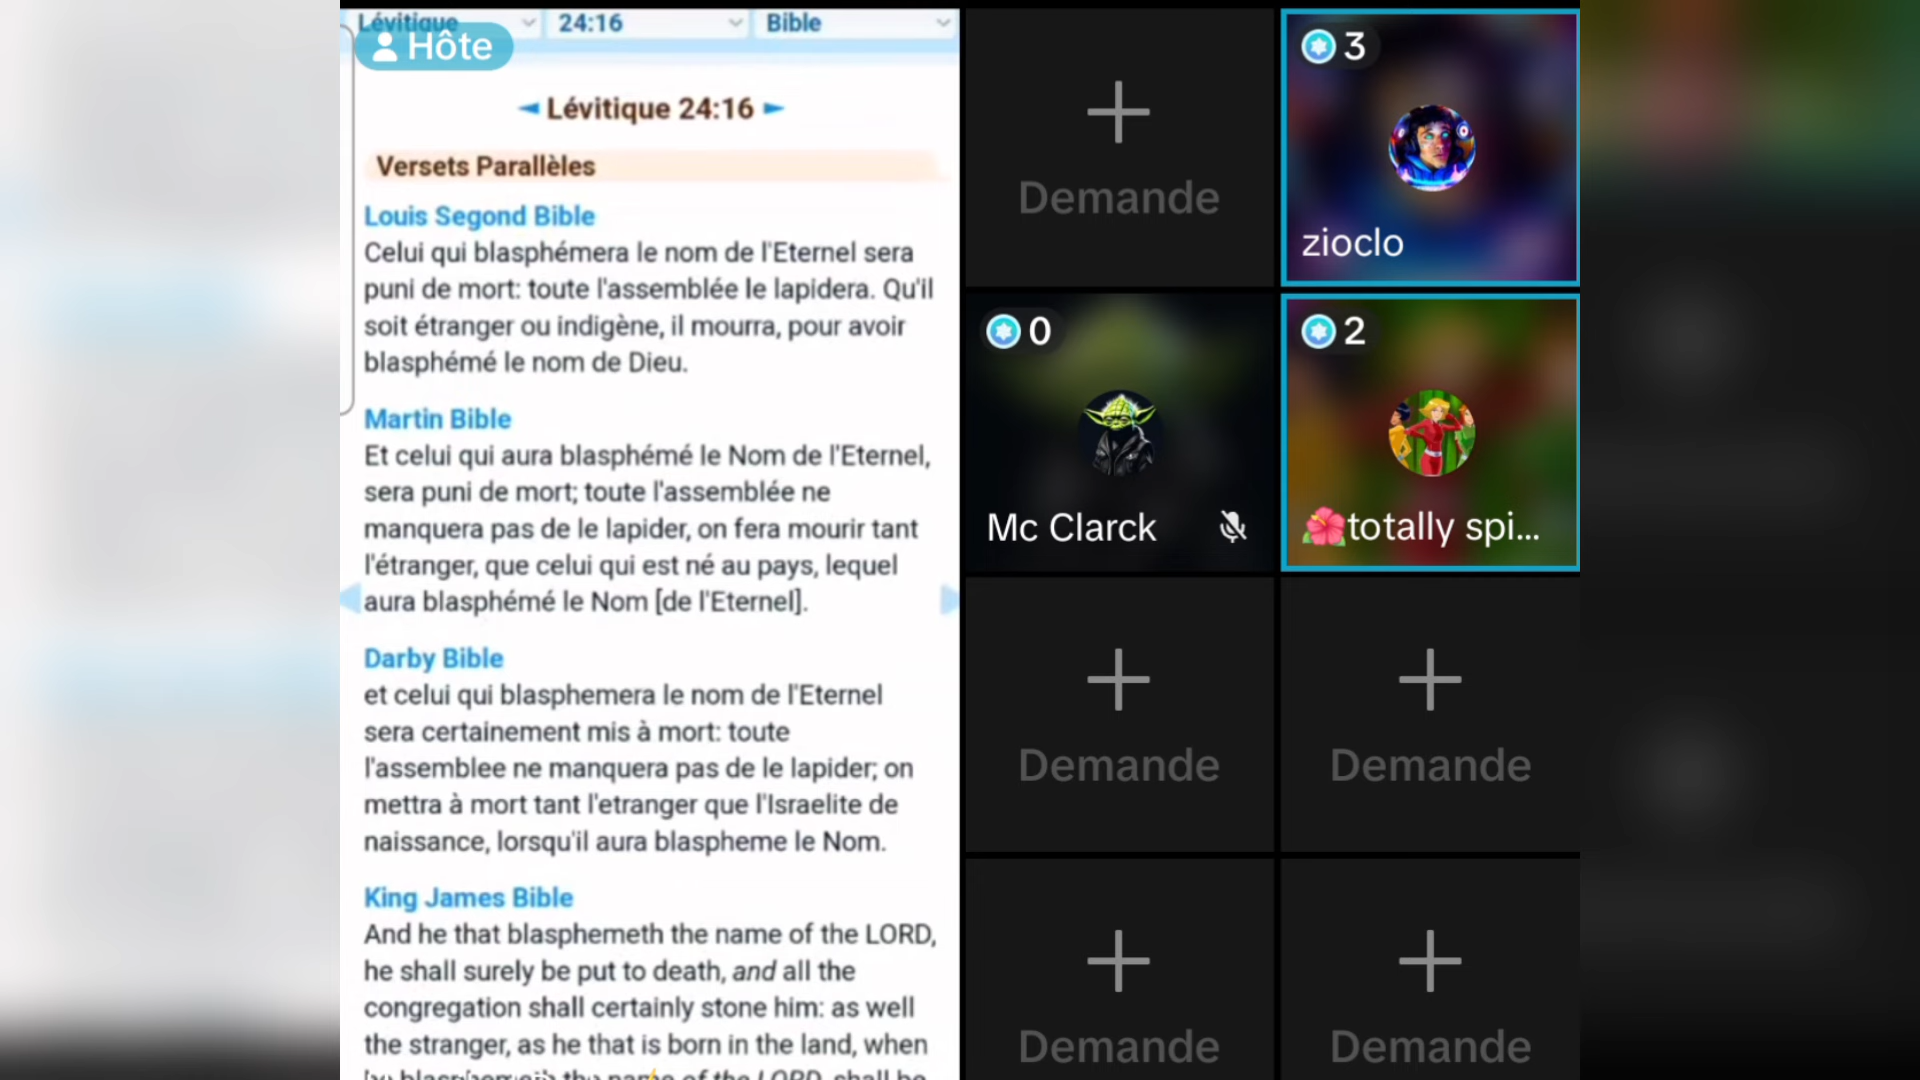 Lévitique 24:16 Bible
Hôte
Lévitique 24:16
Versets Parallèles
Louis Segond Bible
Celui qui blasphémera le nom de l'Eternel sera
puni de mort: toute l'assemblée le lapidera. Qu'il
soit étranger ou indigène, il mourra, pour avoir
blasphémé le nom de Dieu.
Martin Bible
Et celui qui aura blasphémé le Nom de l'Eternel,
sera puni de mort; toute l'assemblée ne
manquera pas de le lapider, on fera mourir tant
l'étranger, que celui qui est né au pays, lequel
aura blasphémé le Nom [de l'Eternel].
Darby Bible
et celui qui blasphemera le nom de l'Eternel
sera certainement mis à mort: toute
l'assemblee ne manquera pas de le lapider; on
mettra à mort tant l'etranger que l'Israelite de
naissance, lorsqu'il aura blaspheme le Nom.
King James Bible
And he that blasphemeth the name of the LORD,
he shall surely be put to death, and all the
congregation shall certainly stone him: as well
the stranger, as he that is born in the land, when
the name of the LORD, shall be
Demande
3
zioclo
0
Mc Clarck
2
🌺totally spi...
Demande
Demande
Demande
Demande